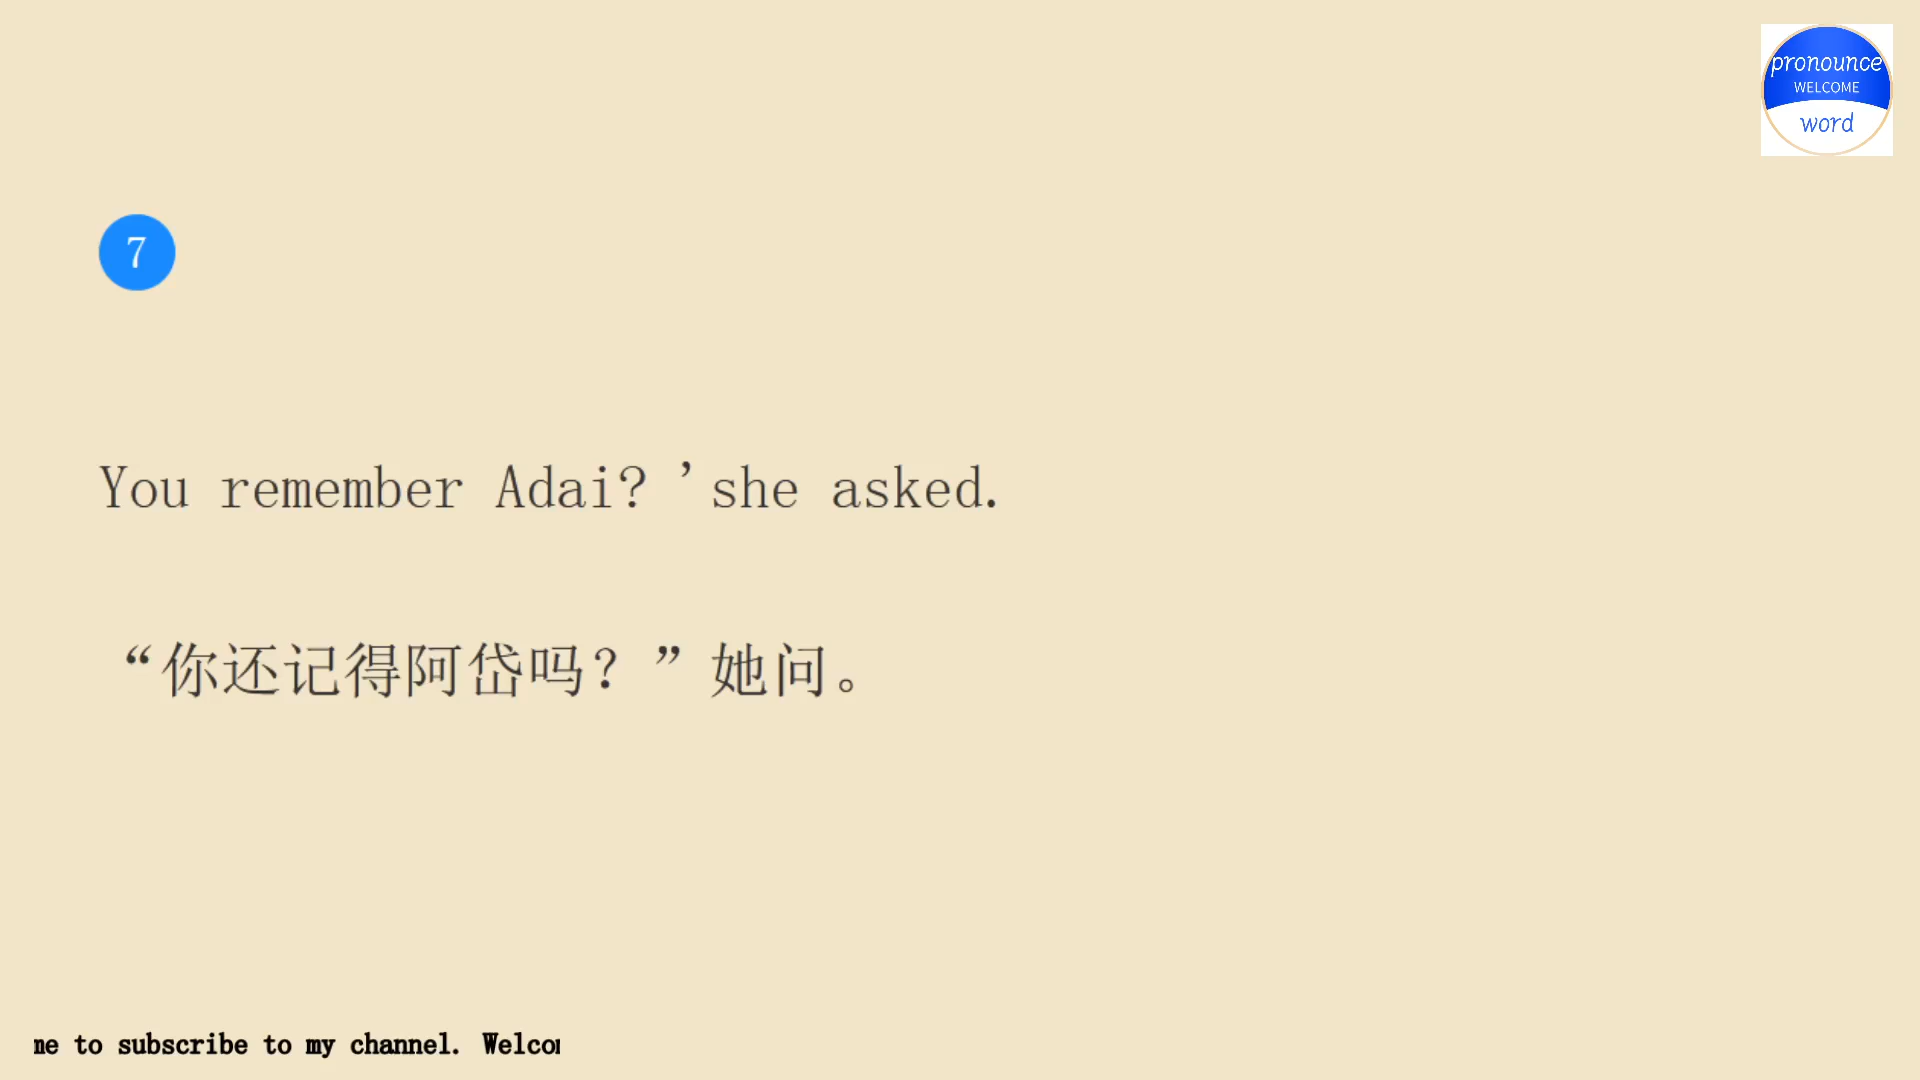 pronounce
WELCOME
word
7
You remember Adai? ’she asked.
“你还记得阿岱吗？”她问。
me to subscribe to my channel. Welco